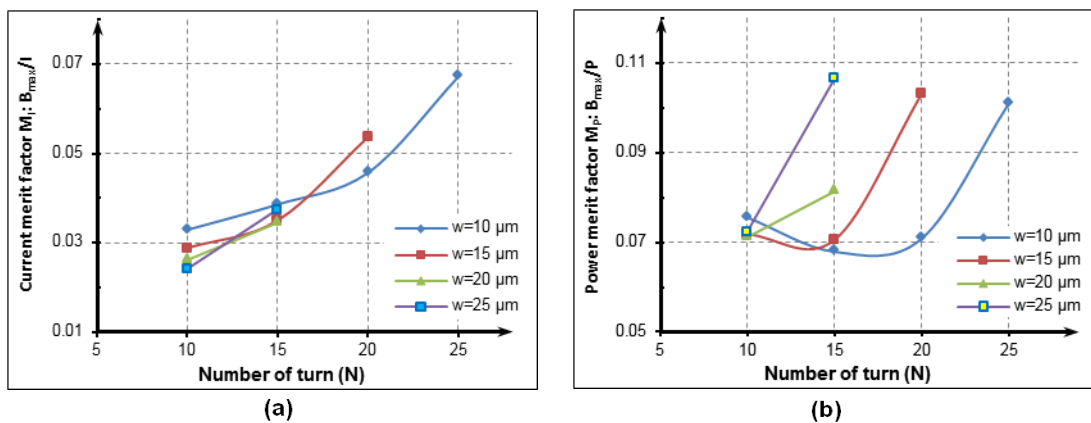 Current merit factor M_I: B_max/I
0.07
0.05
0.03
0.01
5
10
15
20
25
Number of turn (N)
w=10 µm
w=15 µm
w=20 µm
w=25 µm
(a)
Power merit factor M_P: B_max/P
0.11
0.09
0.07
0.05
5
10
15
20
25
Number of turn (N)
w=10 µm
w=15 µm
w=20 µm
w=25 µm
(b)